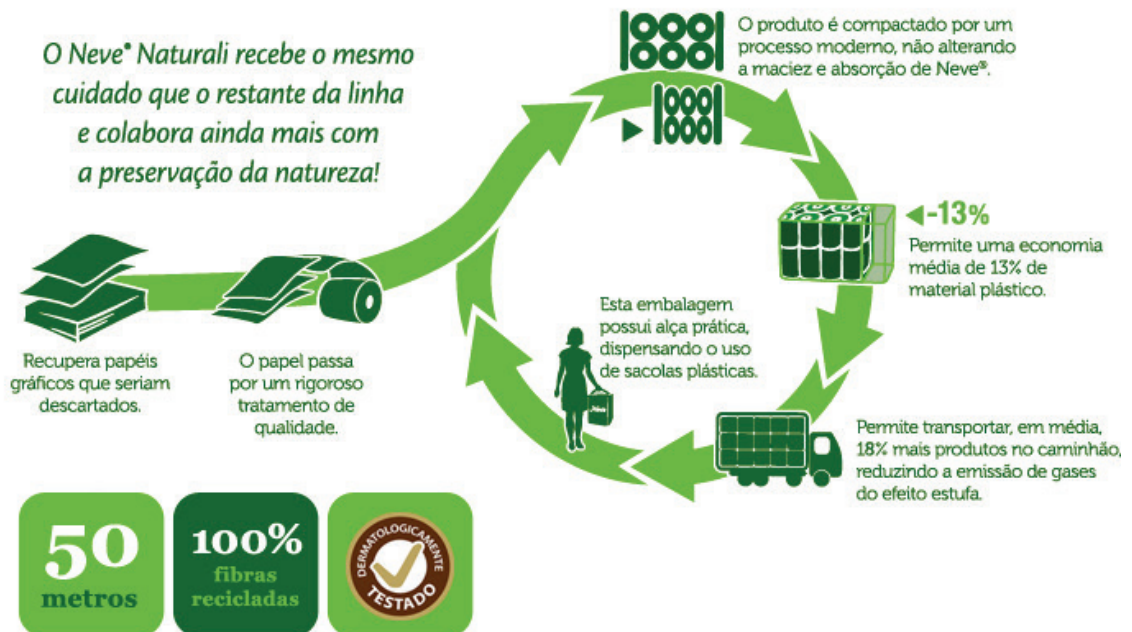 O Neve® Naturali recebe o mesmo
cuidado que o restante da linha
e colabora ainda mais com
a preservação da natureza!
O produto é compactado por um
processo moderno, não alterando
a maciez e absorção de Neve®.
-13%
Permite uma economia
média de 13% de
material plástico.
Recupera papéis
gráficos que seriam
descartados.
O papel passa
por um rigoroso
tratamento de
qualidade.
Esta embalagem
possui alça prática,
dispensando o uso
de sacolas plásticas.
Neve
Permite transportar, em média,
18% mais produtos no caminhão,
reduzindo a emissão de gases
do efeito estufa.
50
metros
100%
fibras
recicladas
DERMATOLOGICAMENTE
TESTADO